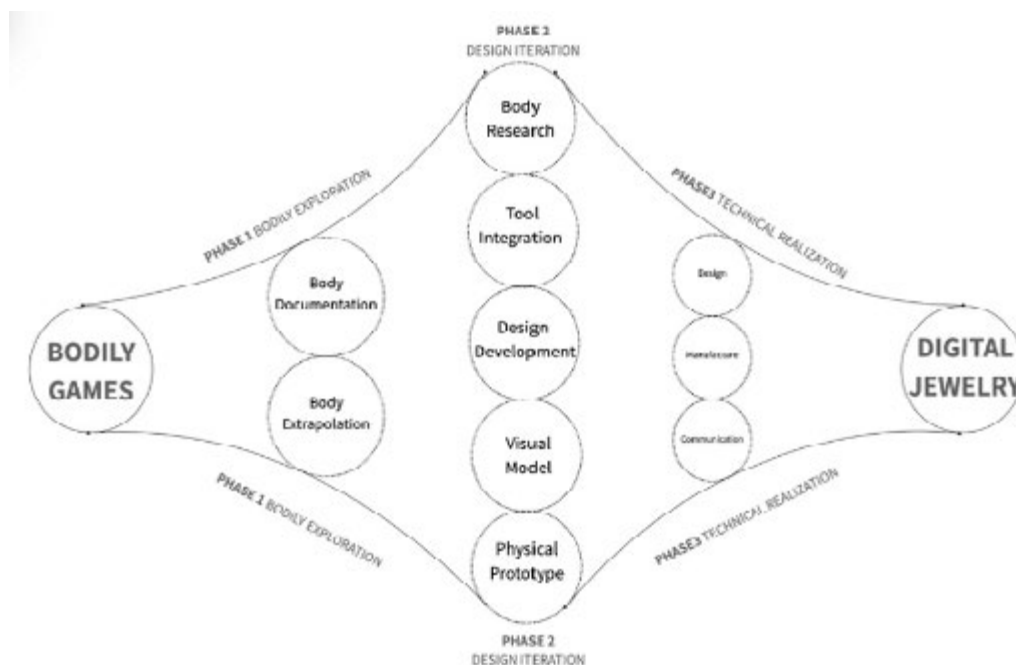 PHASE 2
DESIGN ITERATION
Body
Research
PHASE 1 BODILY EXPLORATION
PHASE3 TECHNICAL REALIZATION
Tool
Integration
Body
Documentation
Design
Design
Development
BODILY
GAMES
Manufacture
DIGITAL
JEWELRY
Body
Extrapolation
Visual
Model
Communication
PHASE 1 BODILY EXPLORATION
PHASE3 TECHNICAL REALIZATION
Physical
Prototype
PHASE 2
DESIGN ITERATION